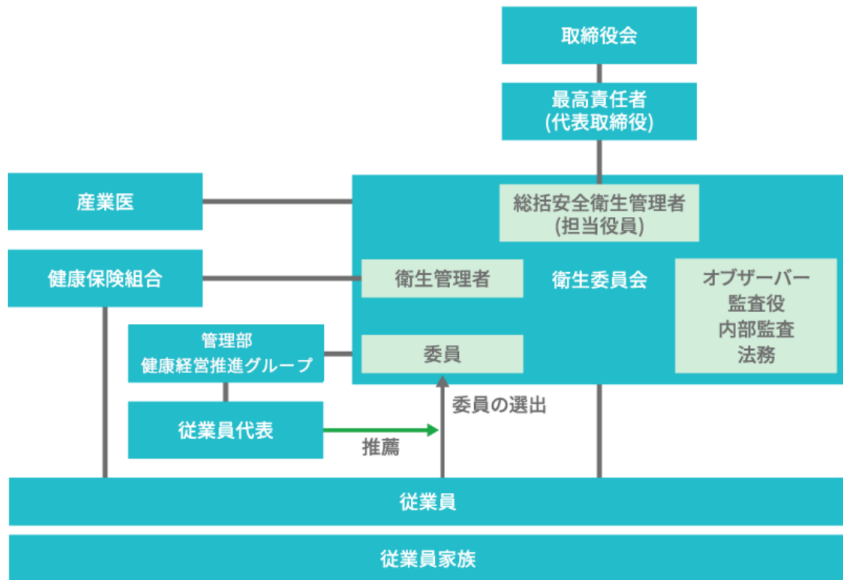 取締役会
最高責任者
(代表取締役)
産業医
総括安全衛生管理者
(担当役員)
健康保険組合
衛生管理者
衛生委員会
オブザーバー
監査役
内部監査
法務
管理部
健康経営推進グループ
委員
委員の選出
従業員代表
推薦
従業員
従業員家族